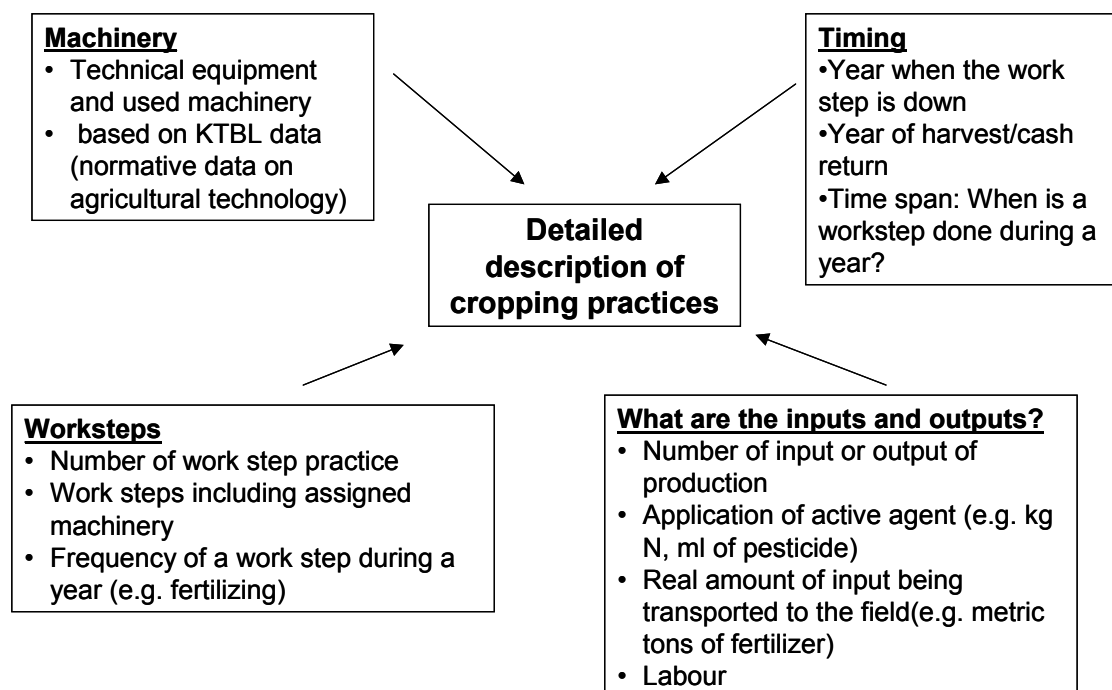 Machinery
• Technical equipment
and used machinery
• based on KTBL data
(normative data on
agricultural technology)
Timing
•Year when the work
step is down
•Year of harvest/cash
return
•Time span: When is a
workstep done during a
year?
Detailed
description of
cropping practices
Worksteps
• Number of work step practice
• Work steps including assigned
machinery
• Frequency of a work step during a
year (e.g. fertilizing)
What are the inputs and outputs?
• Number of input or output of
production
• Application of active agent (e.g. kg
N, ml of pesticide)
• Real amount of input being
transported to the field(e.g. metric
tons of fertilizer)
• Labour